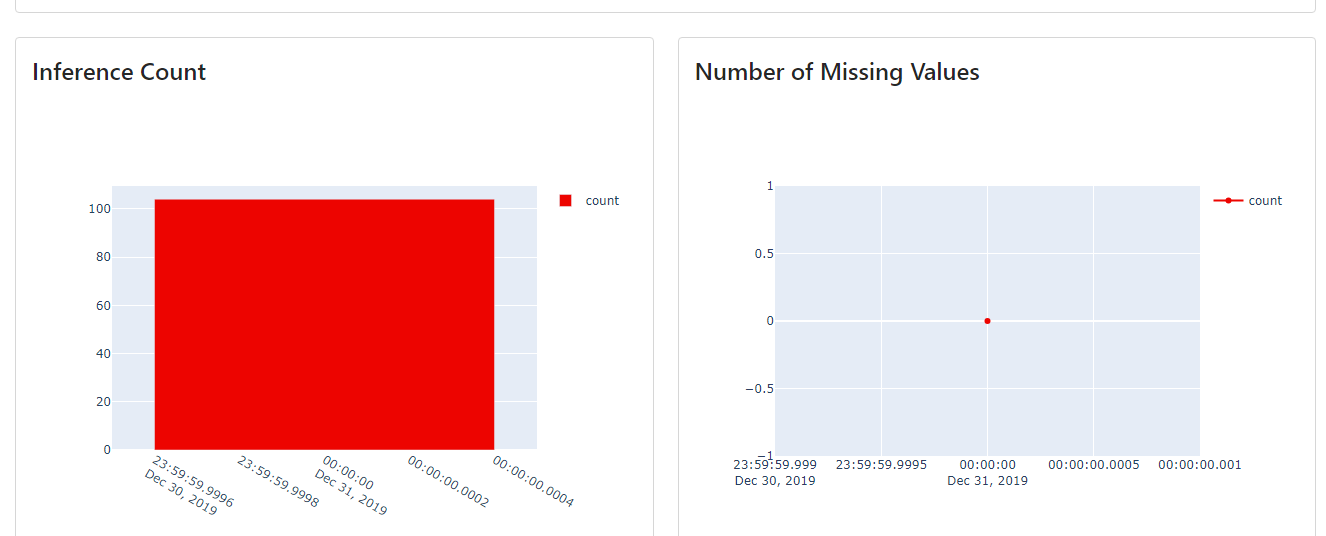 Inference Count
100
80
60
40
20
0
23:59:59.9996
Dec 30, 2019
23:59:59.9998
00:00:00
Dec 31, 2019
00:00:00.0002
00:00:00.0004
count
Number of Missing Values
1
0.5
0
−0.5
−1
23:59:59.999
Dec 30, 2019
23:59:59.9995
00:00:00
Dec 31, 2019
00:00:00.0005
00:00:00.001
count